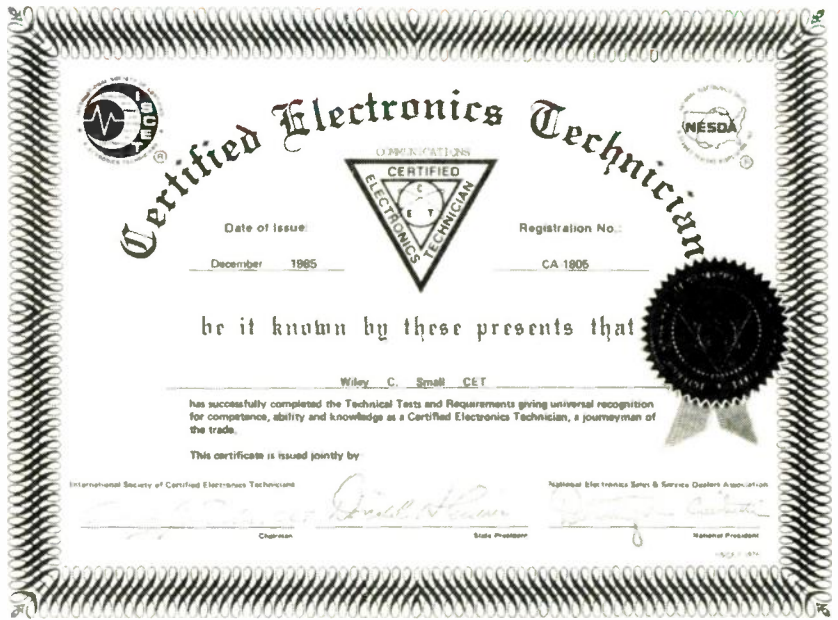 ISCET
Certified Electronics Technician
NESDA
COMMUNICATIONS
CERTIFIED
ELECTRONICS
TECHNICIAN
C
E T
Date of Issue:
Registration No.:
December 1985
CA 1805
be it known by these presents that
Wiley C. Small CET
has successfully completed the Technical Tests and Requirements giving universal recognition
for competence, ability and knowledge as a Certified Electronics Technician, a journeyman of
the trade.
This certificate is issued jointly by
International Society of Certified Electronics Technicians
National Electronics Sales & Service Dealers Association
Chairman
State President
National President